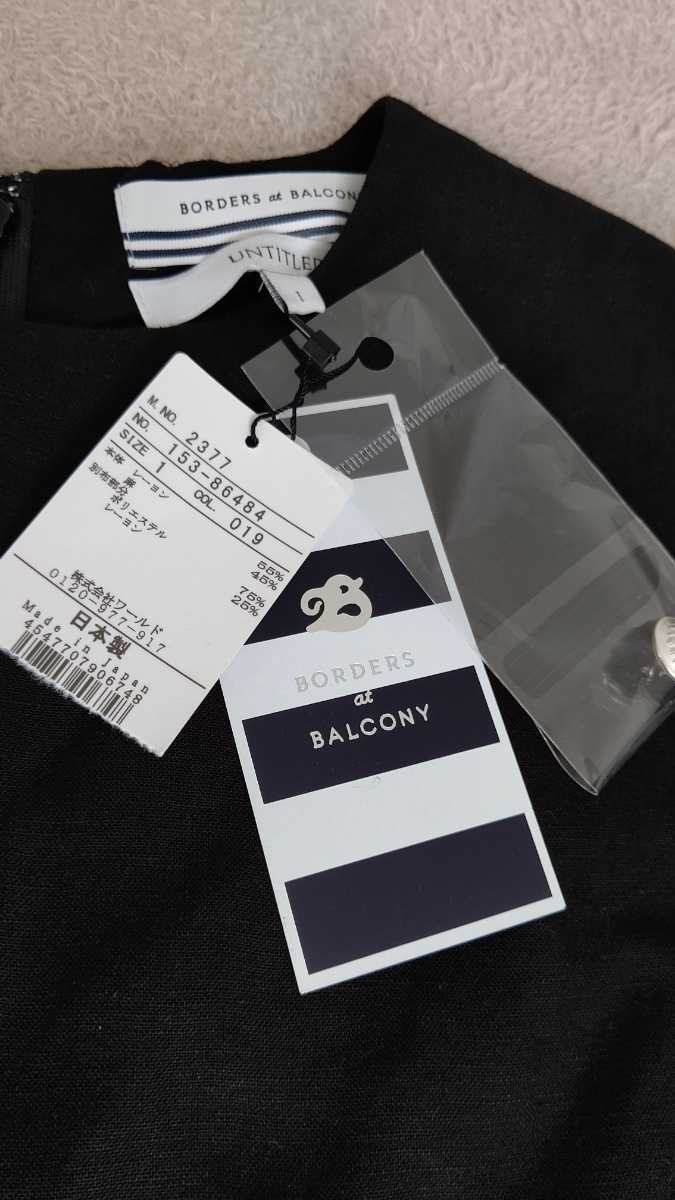 BORDERS at BALCON
UNTITLED
1
M.NO. 2377
NO. 153-86484
SIZE 1 COL. 019
本体 麻 55%
レーヨン 45%
別布部分
ポリエステル 75%
レーヨン 25%
株式会社ワールド
0120-977-917
日本製
Made in Japan
4547707906748
B
BORDERS
at
BALCONY